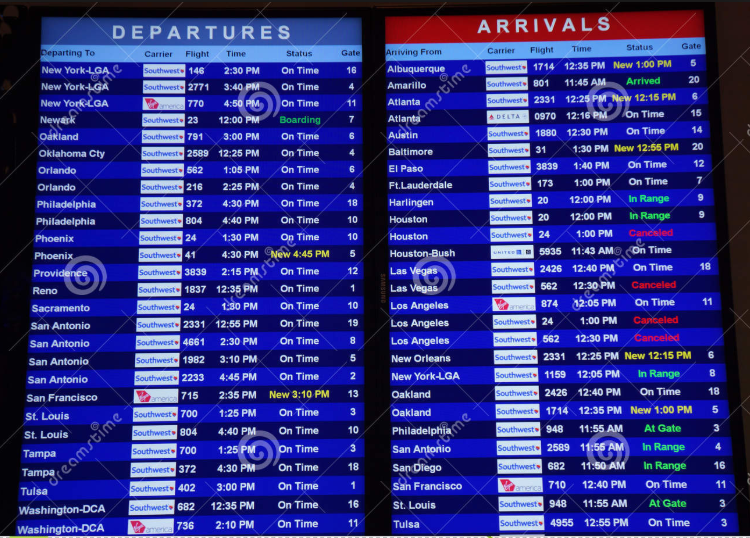 DEPARTURES
Departing To Carrier Flight Time Status Gate
New York-LGA Southwest 146 2:30 PM On Time 16
New York-LGA Southwest 2771 3:40 PM On Time 4
New York-LGA america 770 4:50 PM On Time 11
Newark Southwest 23 12:00 PM Boarding 7
Oakland Southwest 791 3:00 PM On Time 6
Oklahoma Cty Southwest 2589 12:25 PM On Time 4
Orlando Southwest 562 1:05 PM On Time 6
Orlando Southwest 216 2:25 PM On Time 4
Philadelphia Southwest 372 4:30 PM On Time 18
Philadelphia Southwest 804 4:40 PM On Time 10
Phoenix Southwest 24 1:30 PM On Time 10
Phoenix Southwest 41 4:30 PM New 4:45 PM 5
Providence Southwest 3839 2:15 PM On Time 12
Reno Southwest 1837 12:35 PM On Time 1
Sacramento Southwest 24 1:30 PM On Time 10
San Antonio Southwest 2331 12:55 PM On Time 19
San Antonio Southwest 4661 2:30 PM On Time 8
San Antonio Southwest 1982 3:10 PM On Time 5
San Antonio Southwest 2233 4:45 PM On Time 2
San Francisco america 715 2:35 PM New 3:10 PM 13
St. Louis Southwest 700 1:25 PM On Time 3
St. Louis Southwest 804 4:40 PM On Time 10
Tampa Southwest 700 1:25 PM On Time 3
Tampa Southwest 372 4:30 PM On Time 18
Tulsa Southwest 402 3:00 PM On Time 1
Washington-DCA Southwest 682 12:35 PM On Time 16
Washington-DCA america 736 2:10 PM On Time 11
ARRIVALS
Arriving From Carrier Flight Time Status Gate
Albuquerque Southwest 1714 12:35 PM New 1:00 PM 5
Amarillo Southwest 801 11:45 AM Arrived 20
Atlanta Southwest 2331 12:25 PM New 12:15 PM 6
Atlanta DELTA 0970 12:16 PM On Time 15
Austin Southwest 1880 12:30 PM On Time 14
Baltimore Southwest 31 1:30 PM New 12:55 PM 20
El Paso Southwest 3839 1:40 PM On Time 12
Ft.Lauderdale Southwest 173 1:00 PM On Time 7
Harlingen Southwest 20 12:00 PM In Range 9
Houston Southwest 20 12:00 PM In Range 9
Houston Southwest 24 1:00 PM Canceled
Houston-Bush UNITED 5935 11:43 AM On Time
Las Vegas Southwest 2426 12:40 PM On Time 18
Las Vegas Southwest 562 12:30 PM Canceled
Los Angeles america 874 12:05 PM On Time 11
Los Angeles Southwest 24 1:00 PM Canceled
Los Angeles Southwest 562 12:30 PM Canceled
New Orleans Southwest 2331 12:25 PM New 12:15 PM 6
New York-LGA Southwest 1159 12:05 PM In Range 8
Oakland Southwest 2426 12:40 PM On Time 18
Oakland Southwest 1714 12:35 PM New 1:00 PM 5
Philadelphia Southwest 948 11:55 AM At Gate 3
San Antonio Southwest 2589 11:55 AM In Range 4
San Diego Southwest 682 11:50 AM In Range 16
San Francisco america 710 12:40 PM On Time 11
St. Louis Southwest 948 11:55 AM At Gate 3
Tulsa Southwest 4955 12:55 PM On Time 3
SAMSUNG
dreamstime
dreamstime
dreamstime
dreamstime
dreamstime
dreamstime
dreamstime